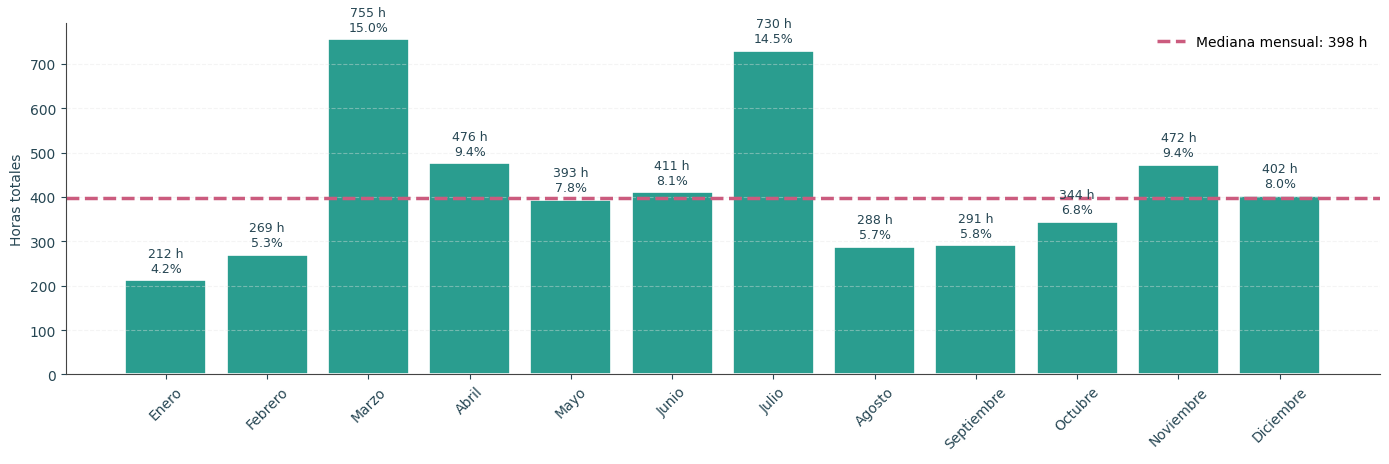 755 h
15.0%
730 h
14.5%
Mediana mensual: 398 h
476 h
9.4%
393 h
7.8%
411 h
8.1%
472 h
9.4%
402 h
8.0%
344 h
6.8%
212 h
4.2%
269 h
5.3%
288 h
5.7%
291 h
5.8%
Horas totales
700
600
500
400
300
200
100
0
Enero
Febrero
Marzo
Abril
Mayo
Junio
Julio
Agosto
Septiembre
Octubre
Noviembre
Diciembre